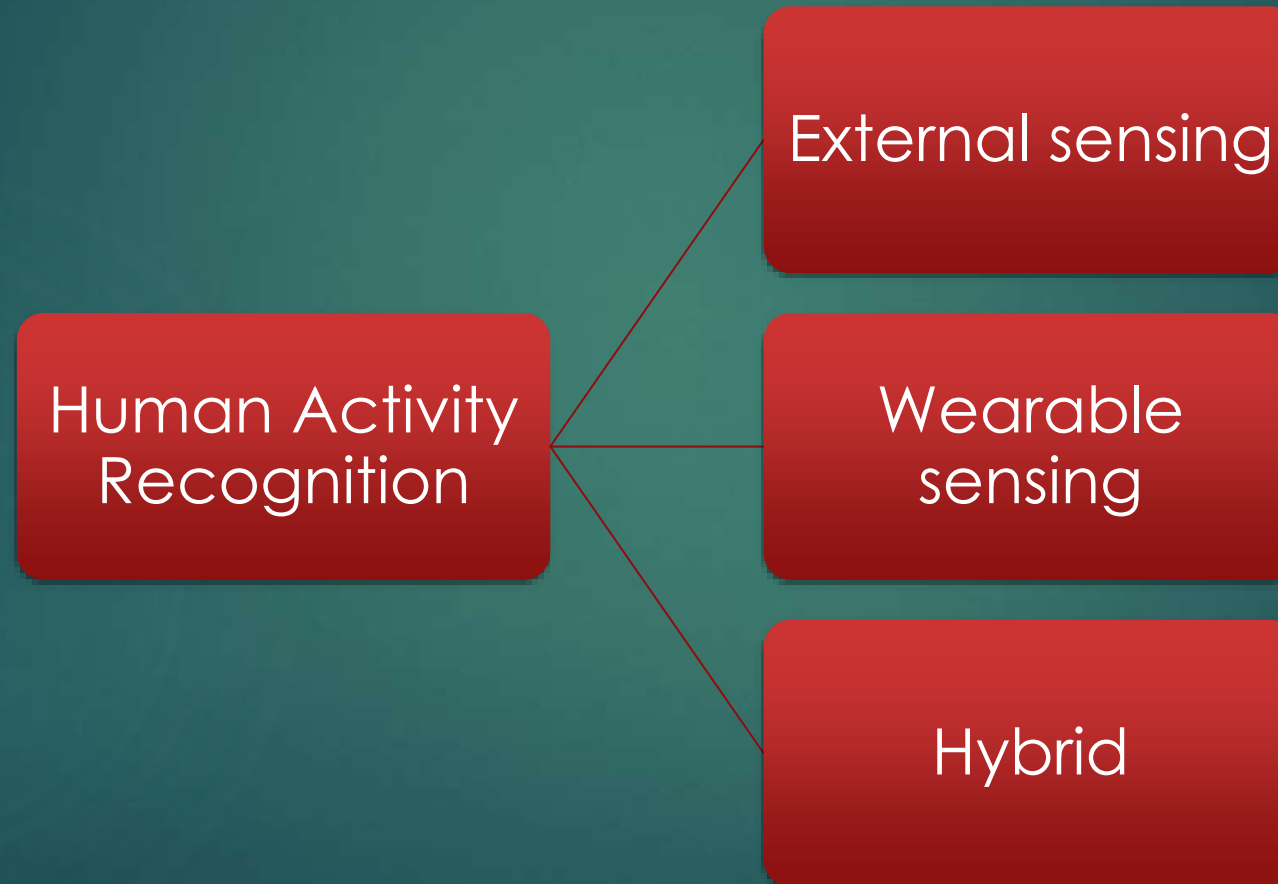 External sensing
Human Activity
Recognition
Wearable
sensing
Hybrid